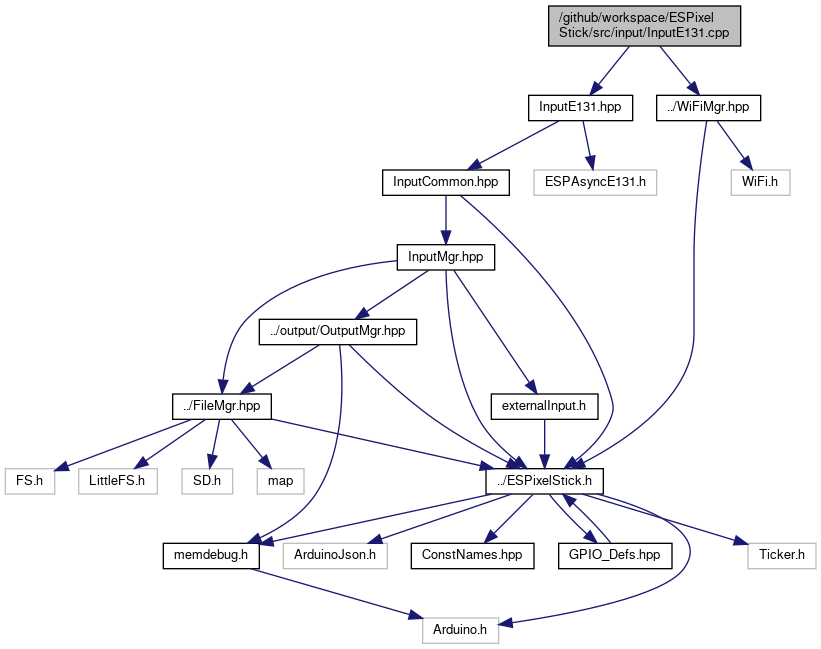 /github/workspace/ESPixel
Stick/src/input/InputE131.cpp
InputE131.hpp
../WiFiMgr.hpp
InputCommon.hpp
ESPAsyncE131.h
WiFi.h
InputMgr.hpp
../output/OutputMgr.hpp
../FileMgr.hpp
externalInput.h
FS.h
LittleFS.h
SD.h
map
../ESPixelStick.h
memdebug.h
ArduinoJson.h
ConstNames.hpp
GPIO_Defs.hpp
Ticker.h
Arduino.h